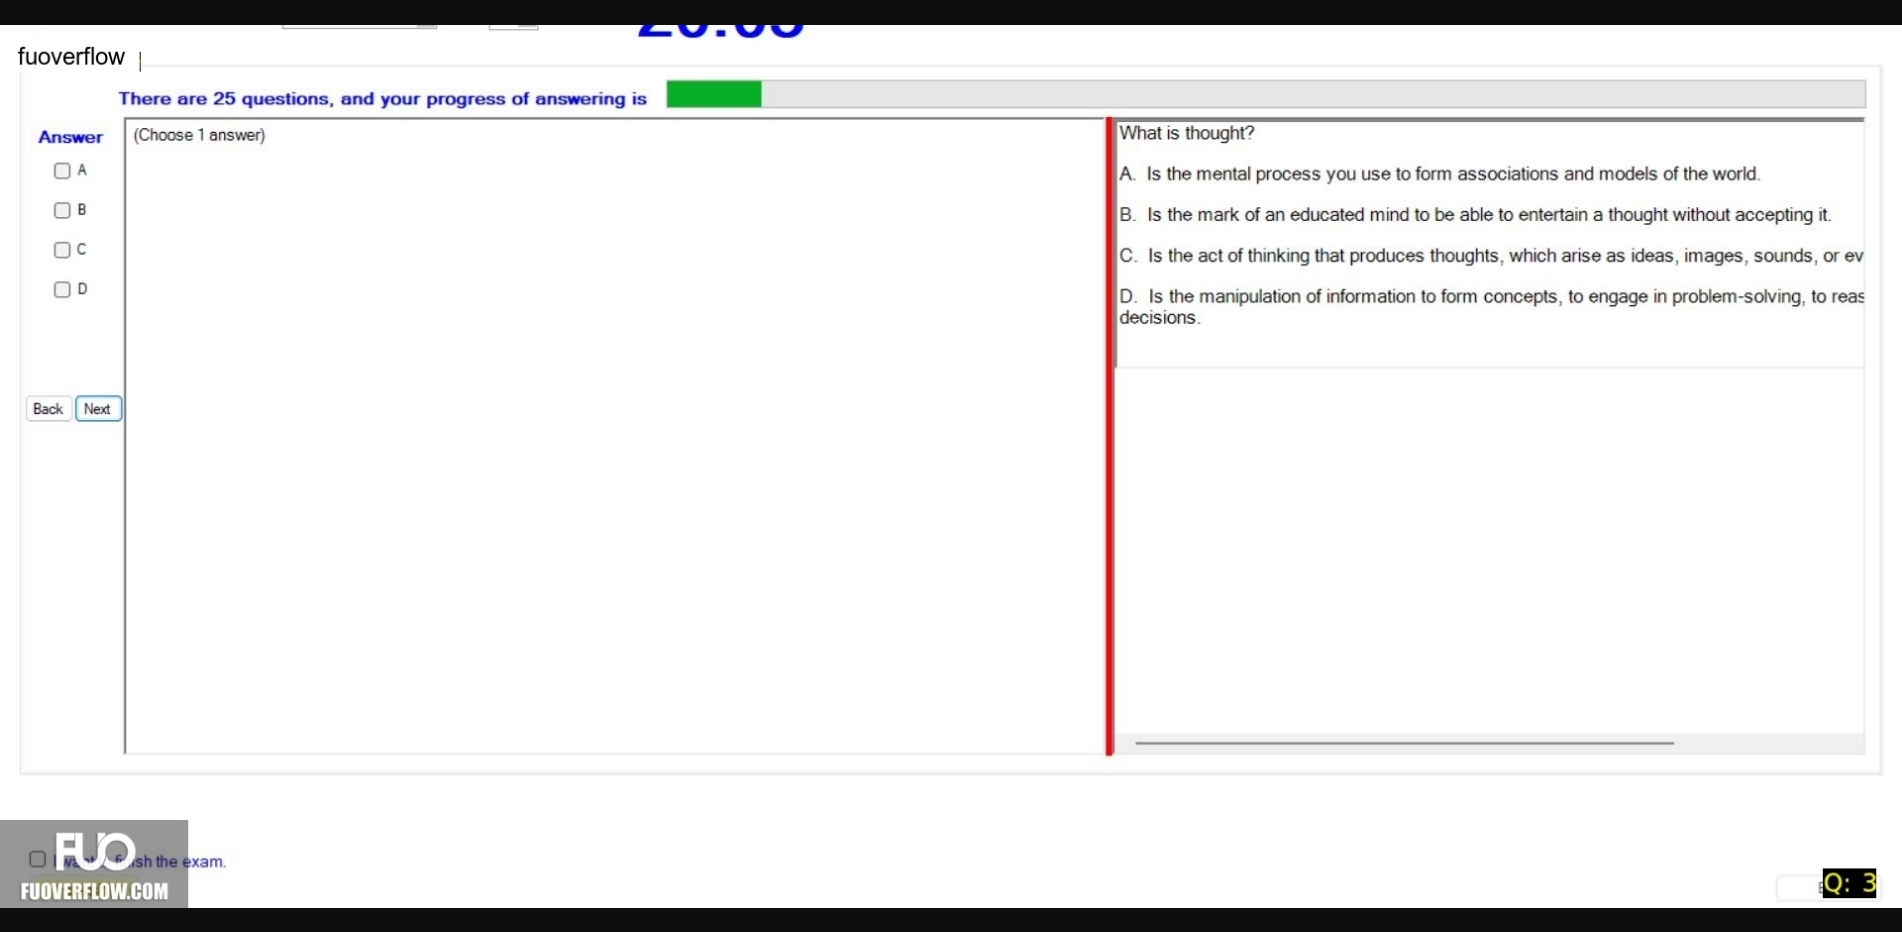 fuoverflow
There are 25 questions, and your progress of answering is
Answer
A
B
C
D
Back Next
(Choose 1 answer)
What is thought?
A. Is the mental process you use to form associations and models of the world.
B. Is the mark of an educated mind to be able to entertain a thought without accepting it.
C. Is the act of thinking that produces thoughts, which arise as ideas, images, sounds, or ev
D. Is the manipulation of information to form concepts, to engage in problem-solving, to reas
decisions.
FUO
the exam.
FUOVERFLOW.COM
Q: 3